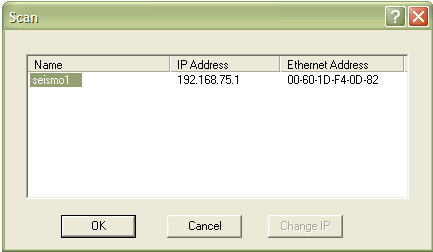 Scan
Name IP Address Ethernet Address
seismo1 192.168.75.1 00-60-1D-F4-0D-82
OK Cancel Change IP